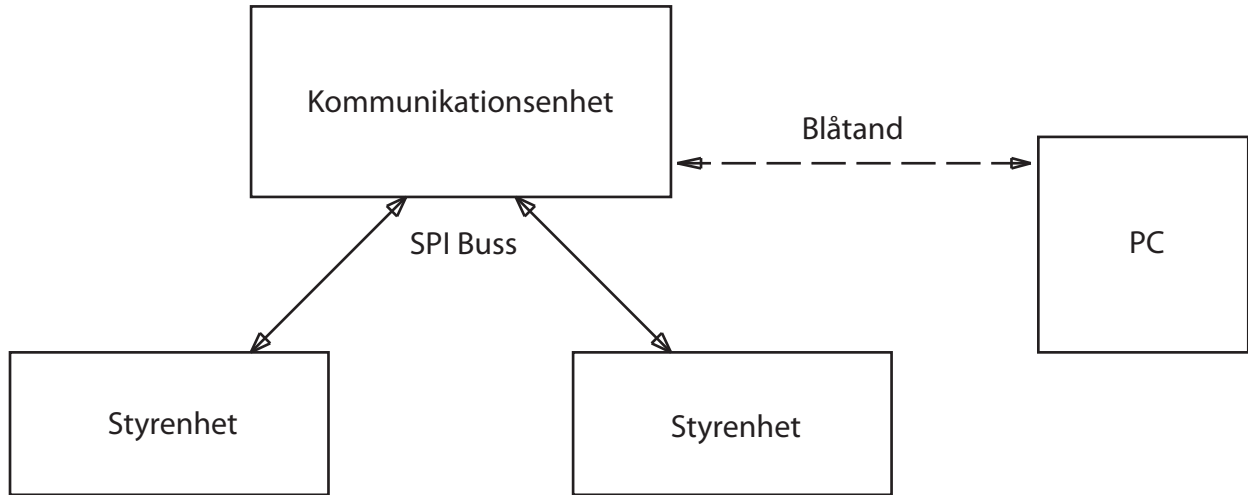 Kommunikationsenhet
Blåtand
SPI Buss
PC
Styrenhet
Styrenhet